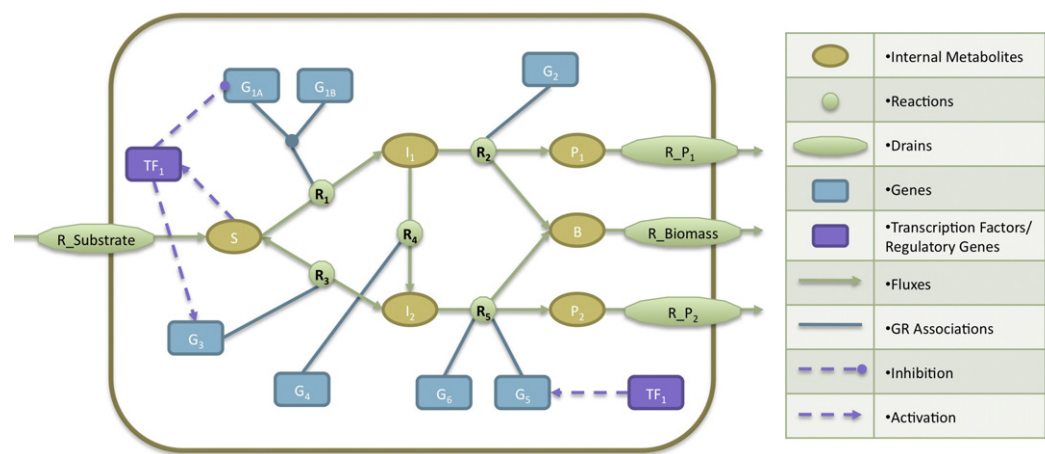 G1A
G1B
G2
TF1
I1
R2
P1
R_P1
R1
R_Substrate
S
R4
B
R_Biomass
R3
I2
R5
P2
R_P2
G3
G4
G6
G5
TF1
•Internal Metabolites
•Reactions
•Drains
•Genes
•Transcription Factors/
Regulatory Genes
•Fluxes
•GR Associations
•Inhibition
•Activation